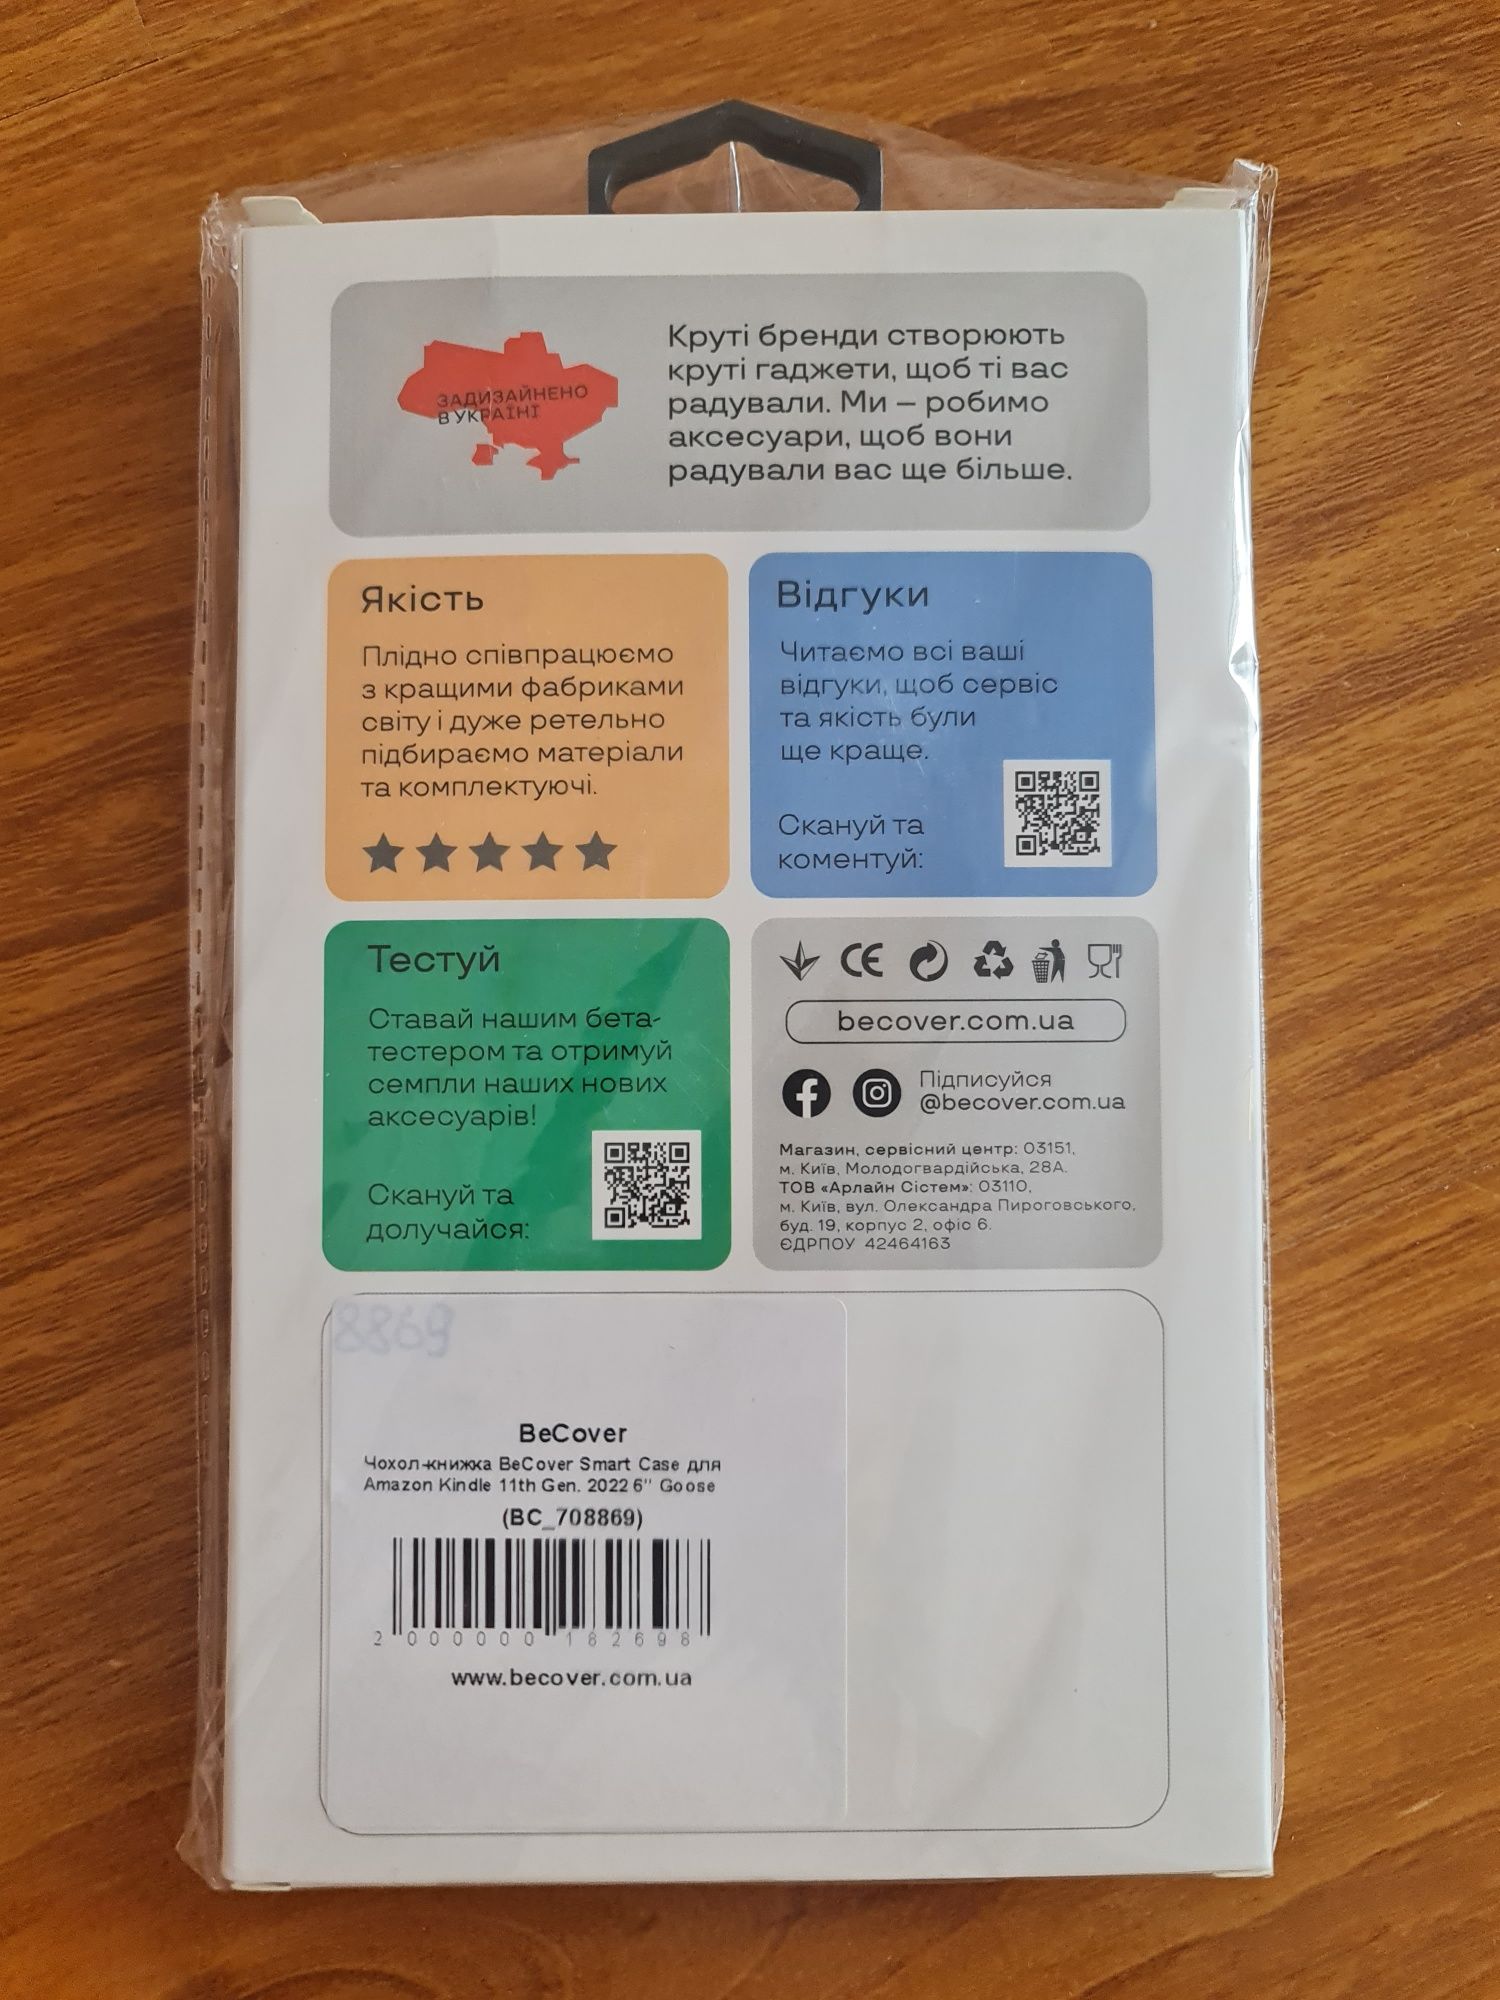 ЗАДИЗАЙНЕНО
В УКРАЇНІ
Круті бренди створюють
круті гаджети, щоб ті вас
радували. Ми — робимо
аксесуари, щоб вони
радували вас ще більше.
Якість
Плідно співпрацюємо
з кращими фабриками
світу і дуже ретельно
підбираємо матеріали
та комплектуючі.
Відгуки
Читаємо всі ваші
відгуки, щоб сервіс
та якість були
ще краще.
Скануй та
коментуй:
Тестуй
Ставай нашим бета-
тестером та отримуй
семпли наших нових
аксесуарів!
Скануй та
долучайся:
CE
becover.com.ua
Підписуйся
@becover.com.ua
Магазин, сервісний центр: 03151,
м. Київ, Молодогвардійська, 28А.
ТОВ «Арлайн Сістем»: 03110,
м. Київ, вул. Олександра Пироговського,
буд. 19, корпус 2, офіс 6.
ЄДРПОУ 42464163
8869
BeCover
Чохол-книжка BeCover Smart Case для
Amazon Kindle 11th Gen. 2022 6" Goose
(BC_708869)
2 000000 182698
www.becover.com.ua